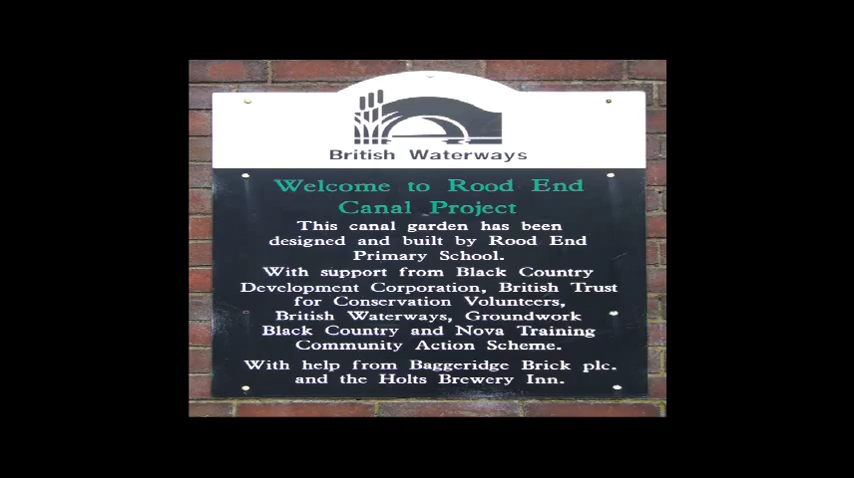 British Waterways
Welcome to Rood End
Canal Project
This canal garden has been
designed and built by Rood End
Primary School.
With support from Black Country
Development Corporation, British Trust
for Conservation Volunteers,
British Waterways, Groundwork
Black Country and Nova Training
Community Action Scheme.
With help from Baggeridge Brick plc.
and the Holts Brewery Inn.